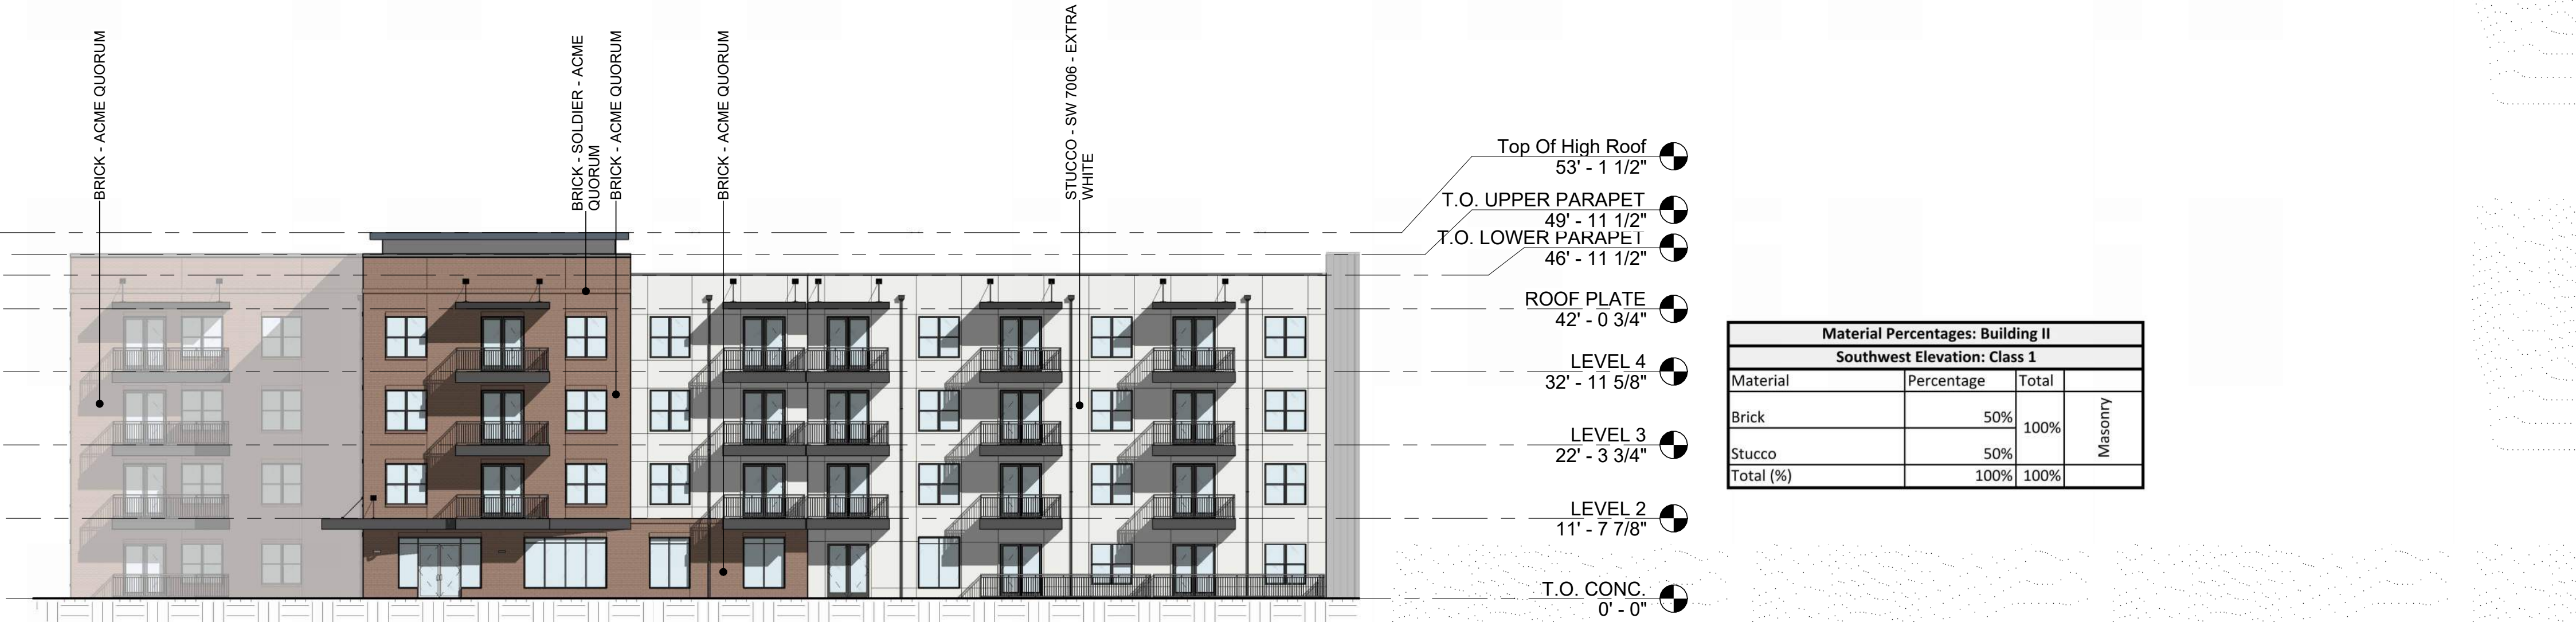 BRICK - ACME QUORUM
BRICK - SOLDIER - ACME
QUORUM
BRICK - ACME QUORUM
BRICK - ACME QUORUM
STUCCO - SW 7006 - EXTRA
WHITE
Top Of High Roof
53' - 1 1/2"
T.O. UPPER PARAPET
49' - 11 1/2"
T.O. LOWER PARAPET
46' - 11 1/2"
ROOF PLATE
42' - 0 3/4"
LEVEL 4
32' - 11 5/8"
LEVEL 3
22' - 3 3/4"
LEVEL 2
11' - 7 7/8"
T.O. CONC.
0' - 0"
Material Percentages: Building II
Southwest Elevation: Class 1
Material Percentage Total
Brick 50%
100% Masonry
Stucco 50%
Total (%) 100% 100%